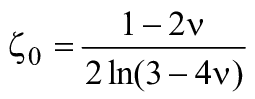 ζ₀ = (1 − 2ν) / (2 ln(3 − 4ν))